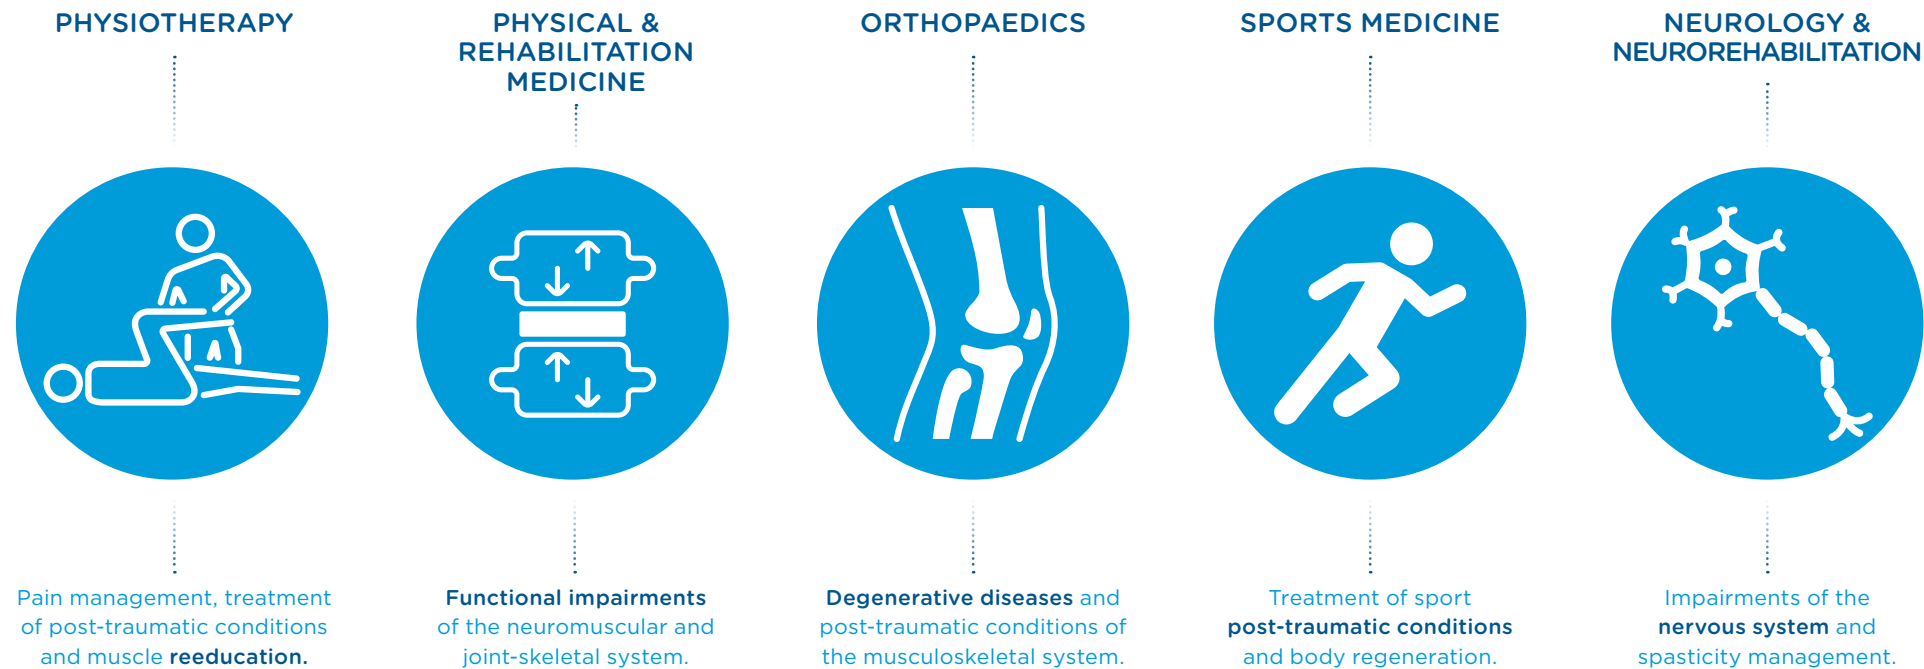 PHYSIOTHERAPY
Pain management, treatment
of post-traumatic conditions
and muscle reeducation.
PHYSICAL &
REHABILITATION
MEDICINE
Functional impairments
of the neuromuscular and
joint-skeletal system.
ORTHOPAEDICS
Degenerative diseases and
post-traumatic conditions of
the musculoskeletal system.
SPORTS MEDICINE
Treatment of sport
post-traumatic conditions
and body regeneration.
NEUROLOGY &
NEUROREHABILITATION
Impairments of the
nervous system and
spasticity management.